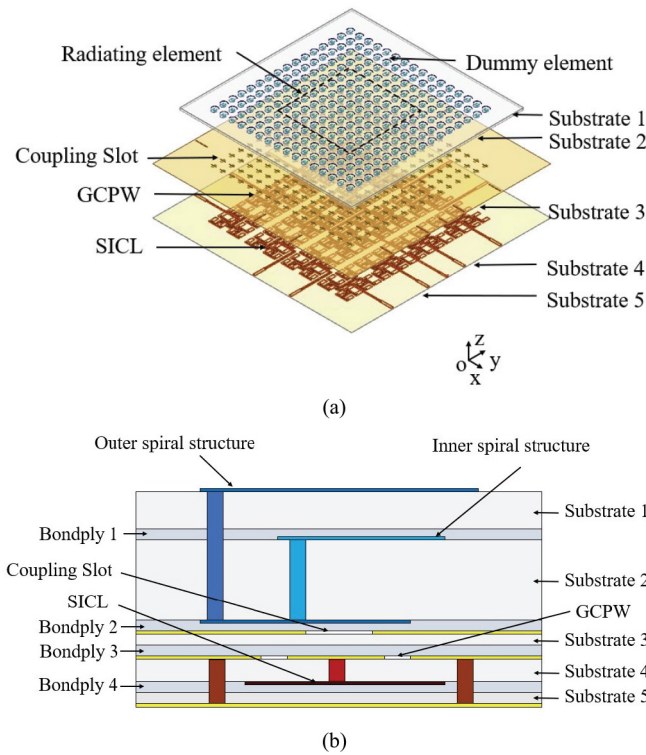 Radiating element
Dummy element
Substrate 1
Substrate 2
Coupling Slot
GCPW
Substrate 3
SICL
Substrate 4
Substrate 5
z
o
y
x
(a)
Outer spiral structure
Inner spiral structure
Substrate 1
Bondply 1
Coupling Slot
Substrate 2
SICL
GCPW
Bondply 2
Substrate 3
Bondply 3
Substrate 4
Bondply 4
Substrate 5
(b)